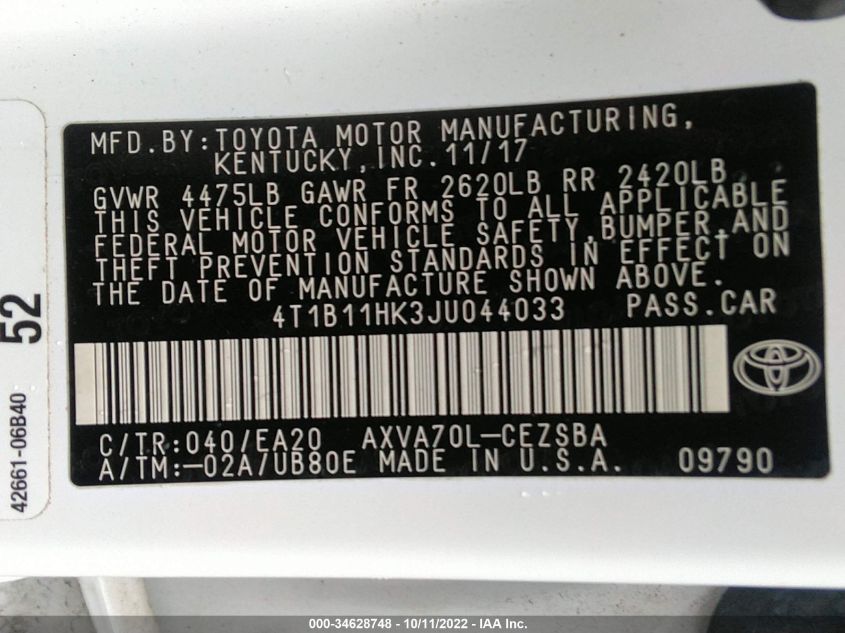 MFD.BY:TOYOTA MOTOR MANUFACTURING,
KENTUCKY,INC.11/17
GVWR 4475LB GAWR FR 2620LB RR 2420LB
THIS VEHICLE CONFORMS TO ALL APPLICABLE
FEDERAL MOTOR VEHICLE SAFETY,BUMPER,AND
THEFT PREVENTION STANDARDS IN EFFECT ON
THE DATE OF MANUFACTURE SHOWN ABOVE.
4T1B11HK3JU044033 PASS.CAR
C/TR:040/EA20 AXVA70L-CEZSBA
A/TM:-02A/UB80E MADE IN U.S.A. 09790
52
42661-06B40
000-34628748 - 10/11/2022 - IAA Inc.